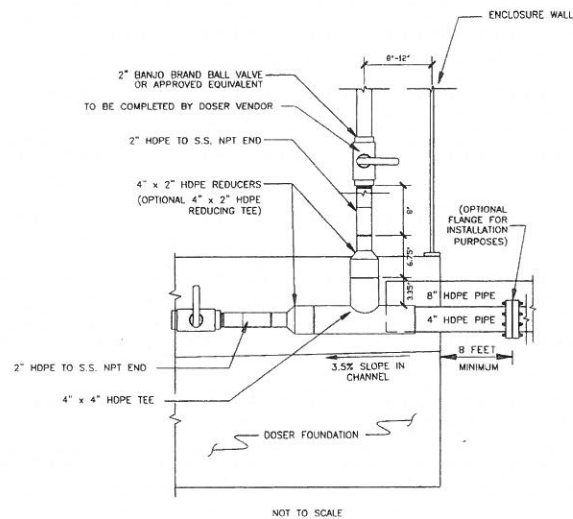 ENCLOSURE WALL
8"-12"
2" BANJO BRAND BALL VALVE
OR APPROVED EQUIVALENT
TO BE COMPLETED BY DOSER VENDOR
2" HDPE TO S.S. NPT END
4" x 2" HDPE REDUCERS
(OPTIONAL 4" x 2" HDPE
REDUCING TEE)
8"
6.75"
3.35"
(OPTIONAL
FLANGE FOR
INSTALLATION
PURPOSES)
8" HDPE PIPE
4" HDPE PIPE
2" HDPE TO S.S. NPT END
3.5% SLOPE IN
CHANNEL
8 FEET
MINIMUM
4" x 4" HDPE TEE
DOSER FOUNDATION
NOT TO SCALE